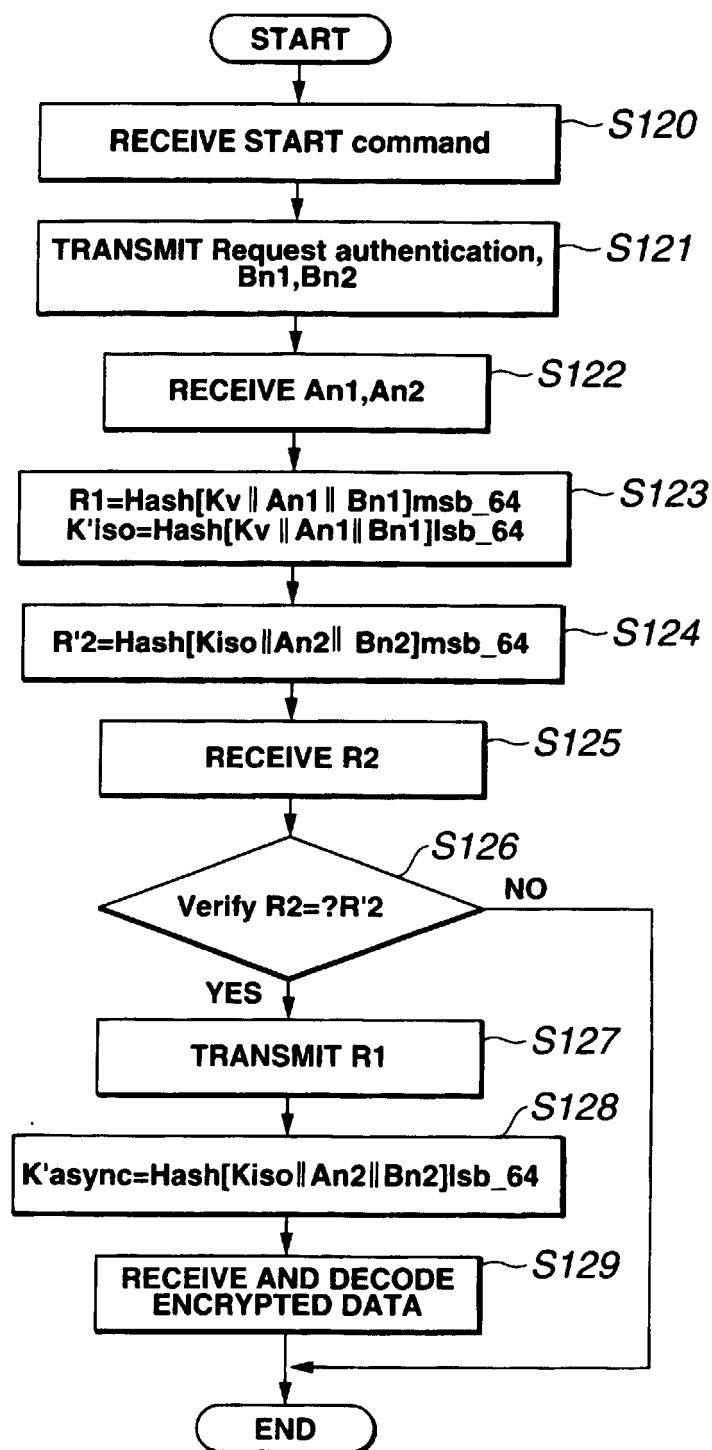 START
RECEIVE START command
S120
TRANSMIT Request authentication,
Bn1,Bn2
S121
RECEIVE An1,An2
S122
R1=Hash[Kv || An1 || Bn1]msb_64
K'iso=Hash[Kv || An1 || Bn1]lsb_64
S123
R'2=Hash[Kiso || An2 || Bn2]msb_64
S124
RECEIVE R2
S125
S126
Verify R2=?R'2
NO
YES
TRANSMIT R1
S127
S128
K'async=Hash[Kiso || An2 || Bn2]lsb_64
RECEIVE AND DECODE
ENCRYPTED DATA
S129
END